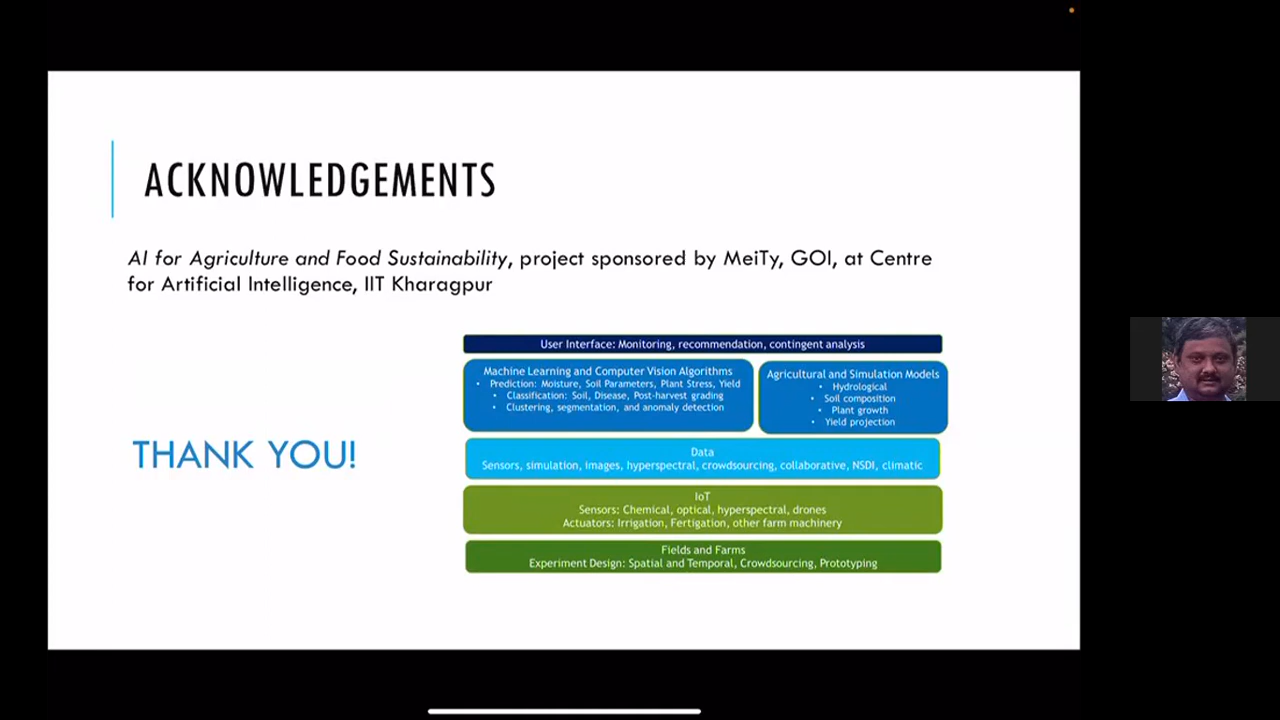 ACKNOWLEDGEMENTS
AI for Agriculture and Food Sustainability, project sponsored by MeiTy, GOI, at Centre
for Artificial Intelligence, IIT Kharagpur
User Interface: Monitoring, recommendation, contingent analysis
Machine Learning and Computer Vision Algorithms
• Prediction: Moisture, Soil Parameters, Plant Stress, Yield
• Classification: Soil, Disease, Post-harvest grading
• Clustering, segmentation, and anomaly detection
Agricultural and Simulation Models
• Hydrological
• Soil composition
• Plant growth
• Yield projection
THANK YOU!
Data
Sensors, simulation, images, hyperspectral, crowdsourcing, collaborative, NSDI, climatic
IoT
Sensors: Chemical, optical, hyperspectral, drones
Actuators: Irrigation, Fertigation, other farm machinery
Fields and Farms
Experiment Design: Spatial and Temporal, Crowdsourcing, Prototyping